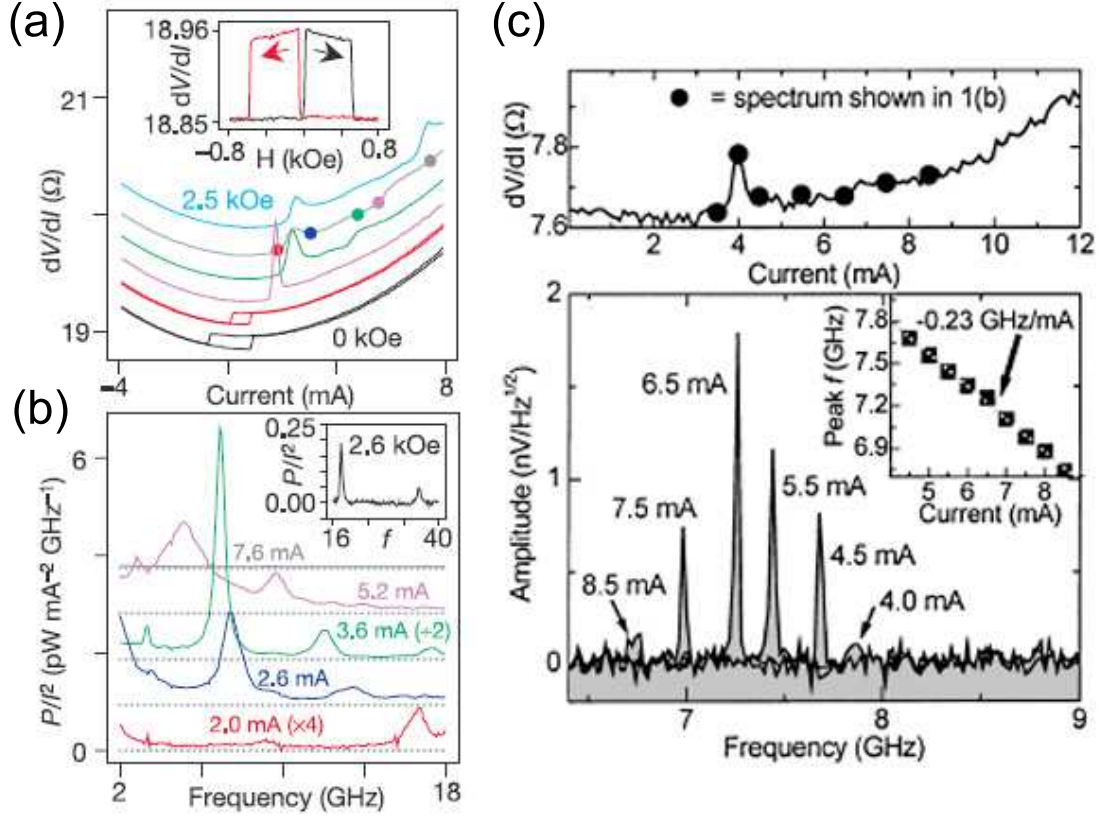 (a)
18.96
18.85
dV/dI
−0.8
H (kOe)
0.8
21
19
dV/dI (Ω)
2.5 kOe
0 kOe
−4
Current (mA)
8
(b)
6
0
P/I² (pW mA⁻² GHz⁻¹)
0.25
0.00
P/I²
2.6 kOe
16
f
40
7.6 mA
5.2 mA
3.6 mA (÷2)
2.6 mA
2.0 mA (×4)
2
Frequency (GHz)
18
(c)
● = spectrum shown in 1(b)
7.8
7.6
dV/dI (Ω)
2 4 6 8 10 12
Current (mA)
2
1
0
Amplitude (nV/Hz^1/2)
6.5 mA
7.5 mA
8.5 mA
5.5 mA
4.5 mA
4.0 mA
7.8
7.5
7.2
6.9
Peak f (GHz)
-0.23 GHz/mA
5 6 7 8
Current (mA)
7 8 9
Frequency (GHz)